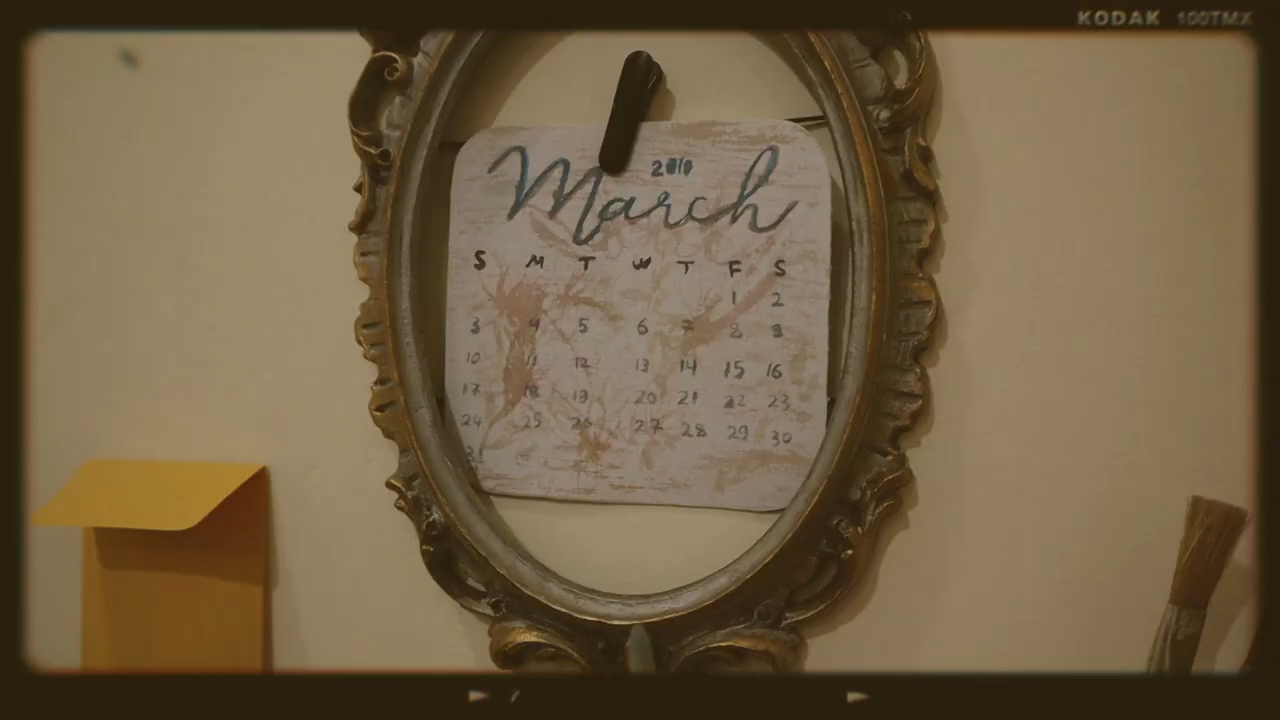 KODAK 100TMX
March
S M T W T F S
1 2
3 4 5 6 7 8 9
10 11 12 13 14 15 16
17 18 19 20 21 22 23
24 25 26 27 28 29 30
31